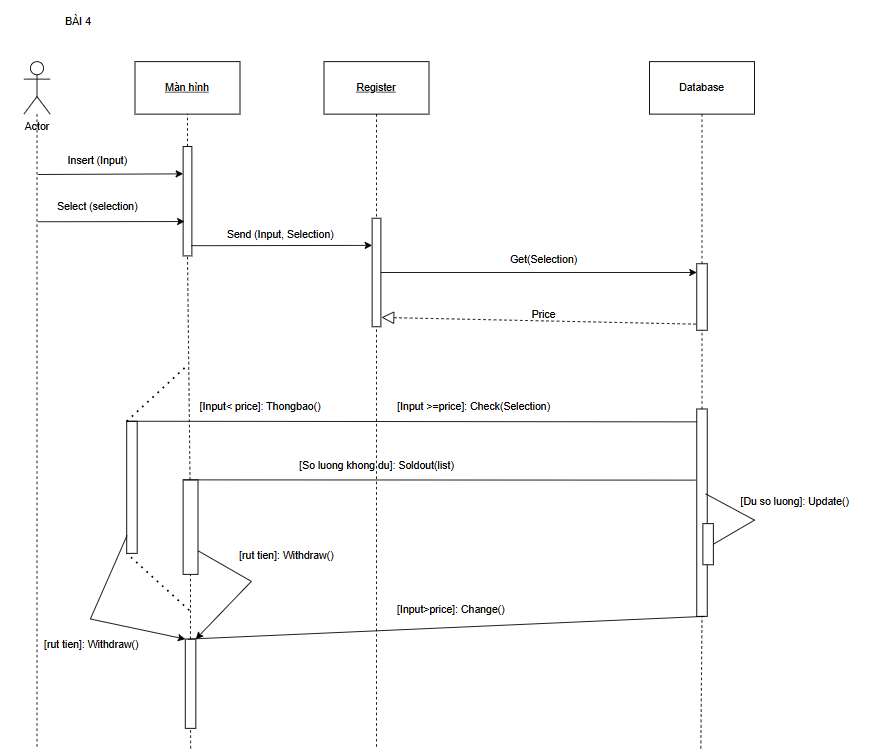 BÀI 4
Màn hình
Register
Database
Actor
Insert (Input)
Select (selection)
Send (Input, Selection)
Get(Selection)
Price
[Input< price]: Thongbao()
[Input >=price]: Check(Selection)
[So luong khong du]: Soldout(list)
[Du so luong]: Update()
[rut tien]: Withdraw()
[Input>price]: Change()
[rut tien]: Withdraw()